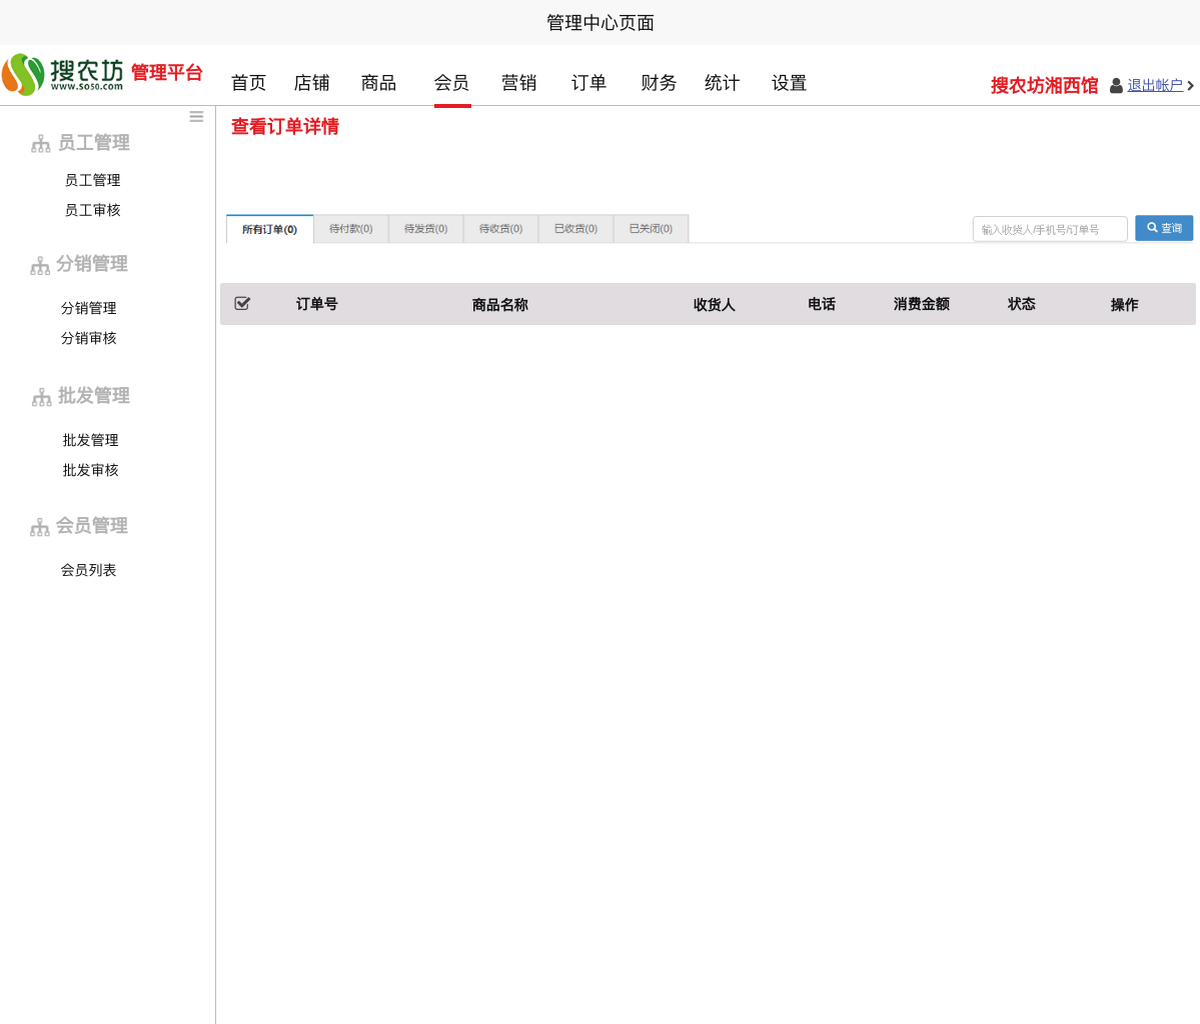 管理中心页面
搜农坊 管理平台
www.so50.com
首页 店铺 商品 会员 营销 订单 财务 统计 设置
搜农坊湘西馆 退出帐户
查看订单详情
员工管理
员工管理
员工审核
分销管理
分销管理
分销审核
批发管理
批发管理
批发审核
会员管理
会员列表
所有订单(0) 待付款(0) 待发货(0) 待收货(0) 已收货(0) 已关闭(0)
输入收货人/手机号/订单号 查询
订单号 商品名称 收货人 电话 消费金额 状态 操作